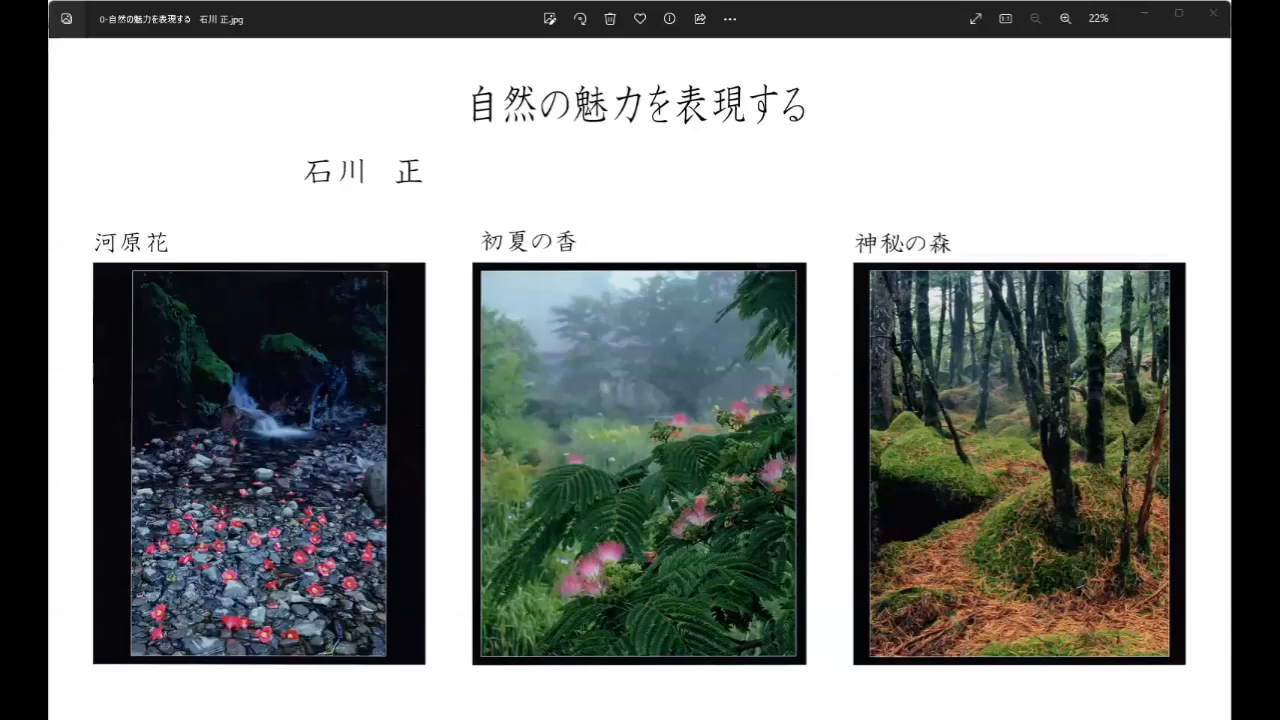 0-自然の魅力を表現する 石川 正.jpg
22%
自然の魅力を表現する
石川 正
河原花
初夏の香
神秘の森